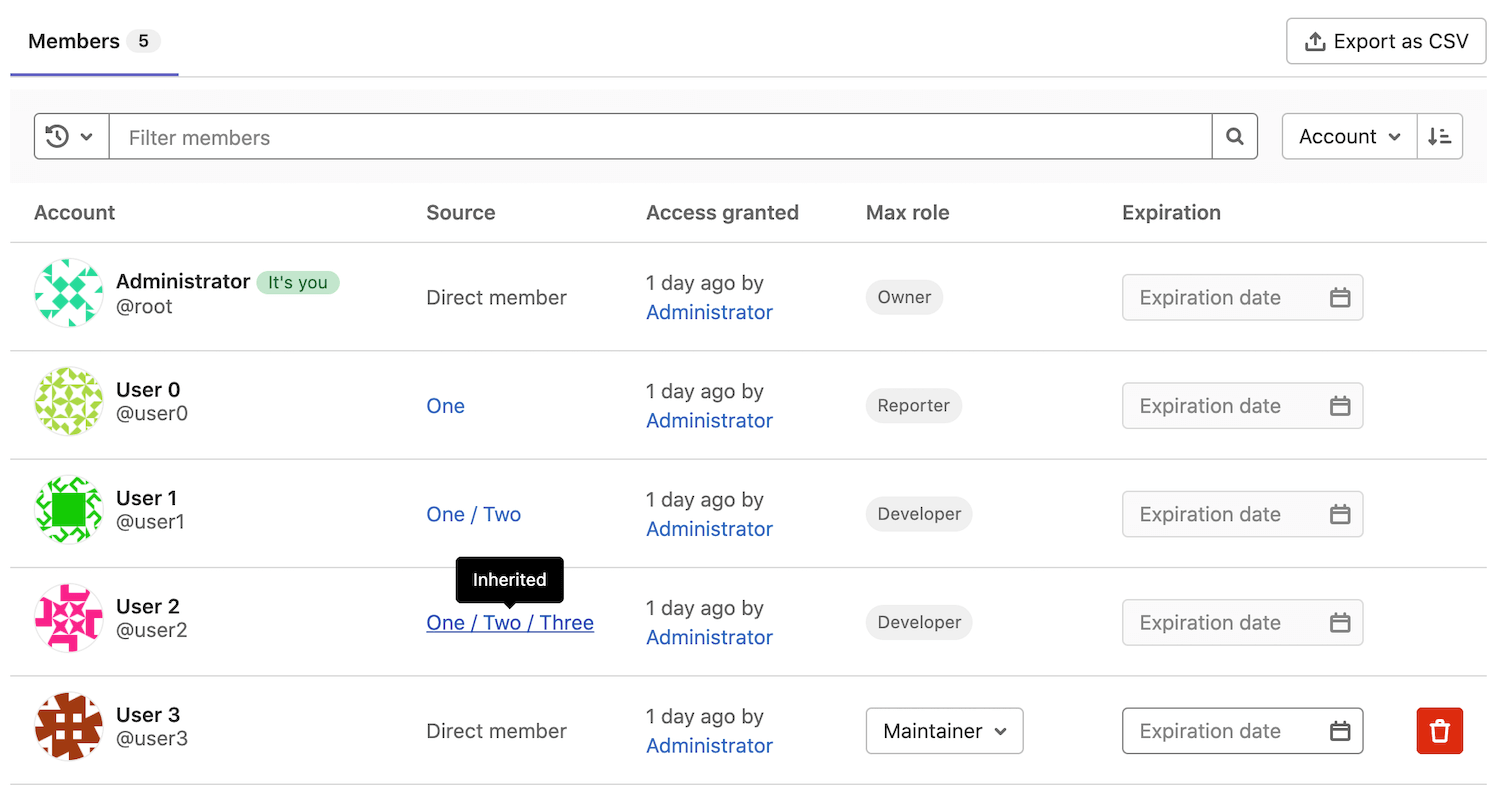 Members 5
Export as CSV
Filter members
Account
Account Source Access granted Max role Expiration
Administrator It's you
@root
Direct member
1 day ago by
Administrator
Owner
Expiration date
User 0
@user0
One
1 day ago by
Administrator
Reporter
Expiration date
User 1
@user1
One / Two
1 day ago by
Administrator
Developer
Expiration date
Inherited
User 2
@user2
One / Two / Three
1 day ago by
Administrator
Developer
Expiration date
User 3
@user3
Direct member
1 day ago by
Administrator
Maintainer
Expiration date